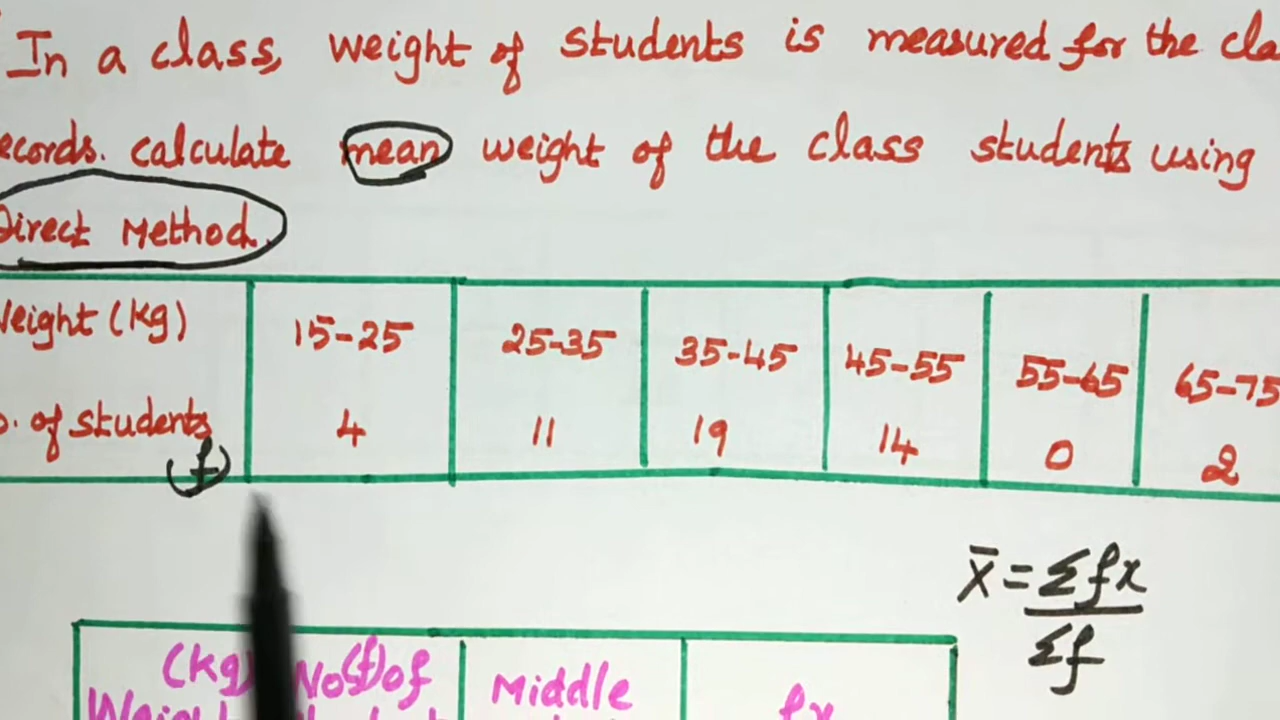 In a class, weight of students is measured for the cla
ecords. calculate mean weight of the class students using
Direct Method.
Weight (kg) 15-25 25-35 35-45 45-55 55-65 65-75
o. of students 4 11 19 14 0 2
(f)
X̄ = Σfx
Σf
(kg) No(f)of Middle
fx